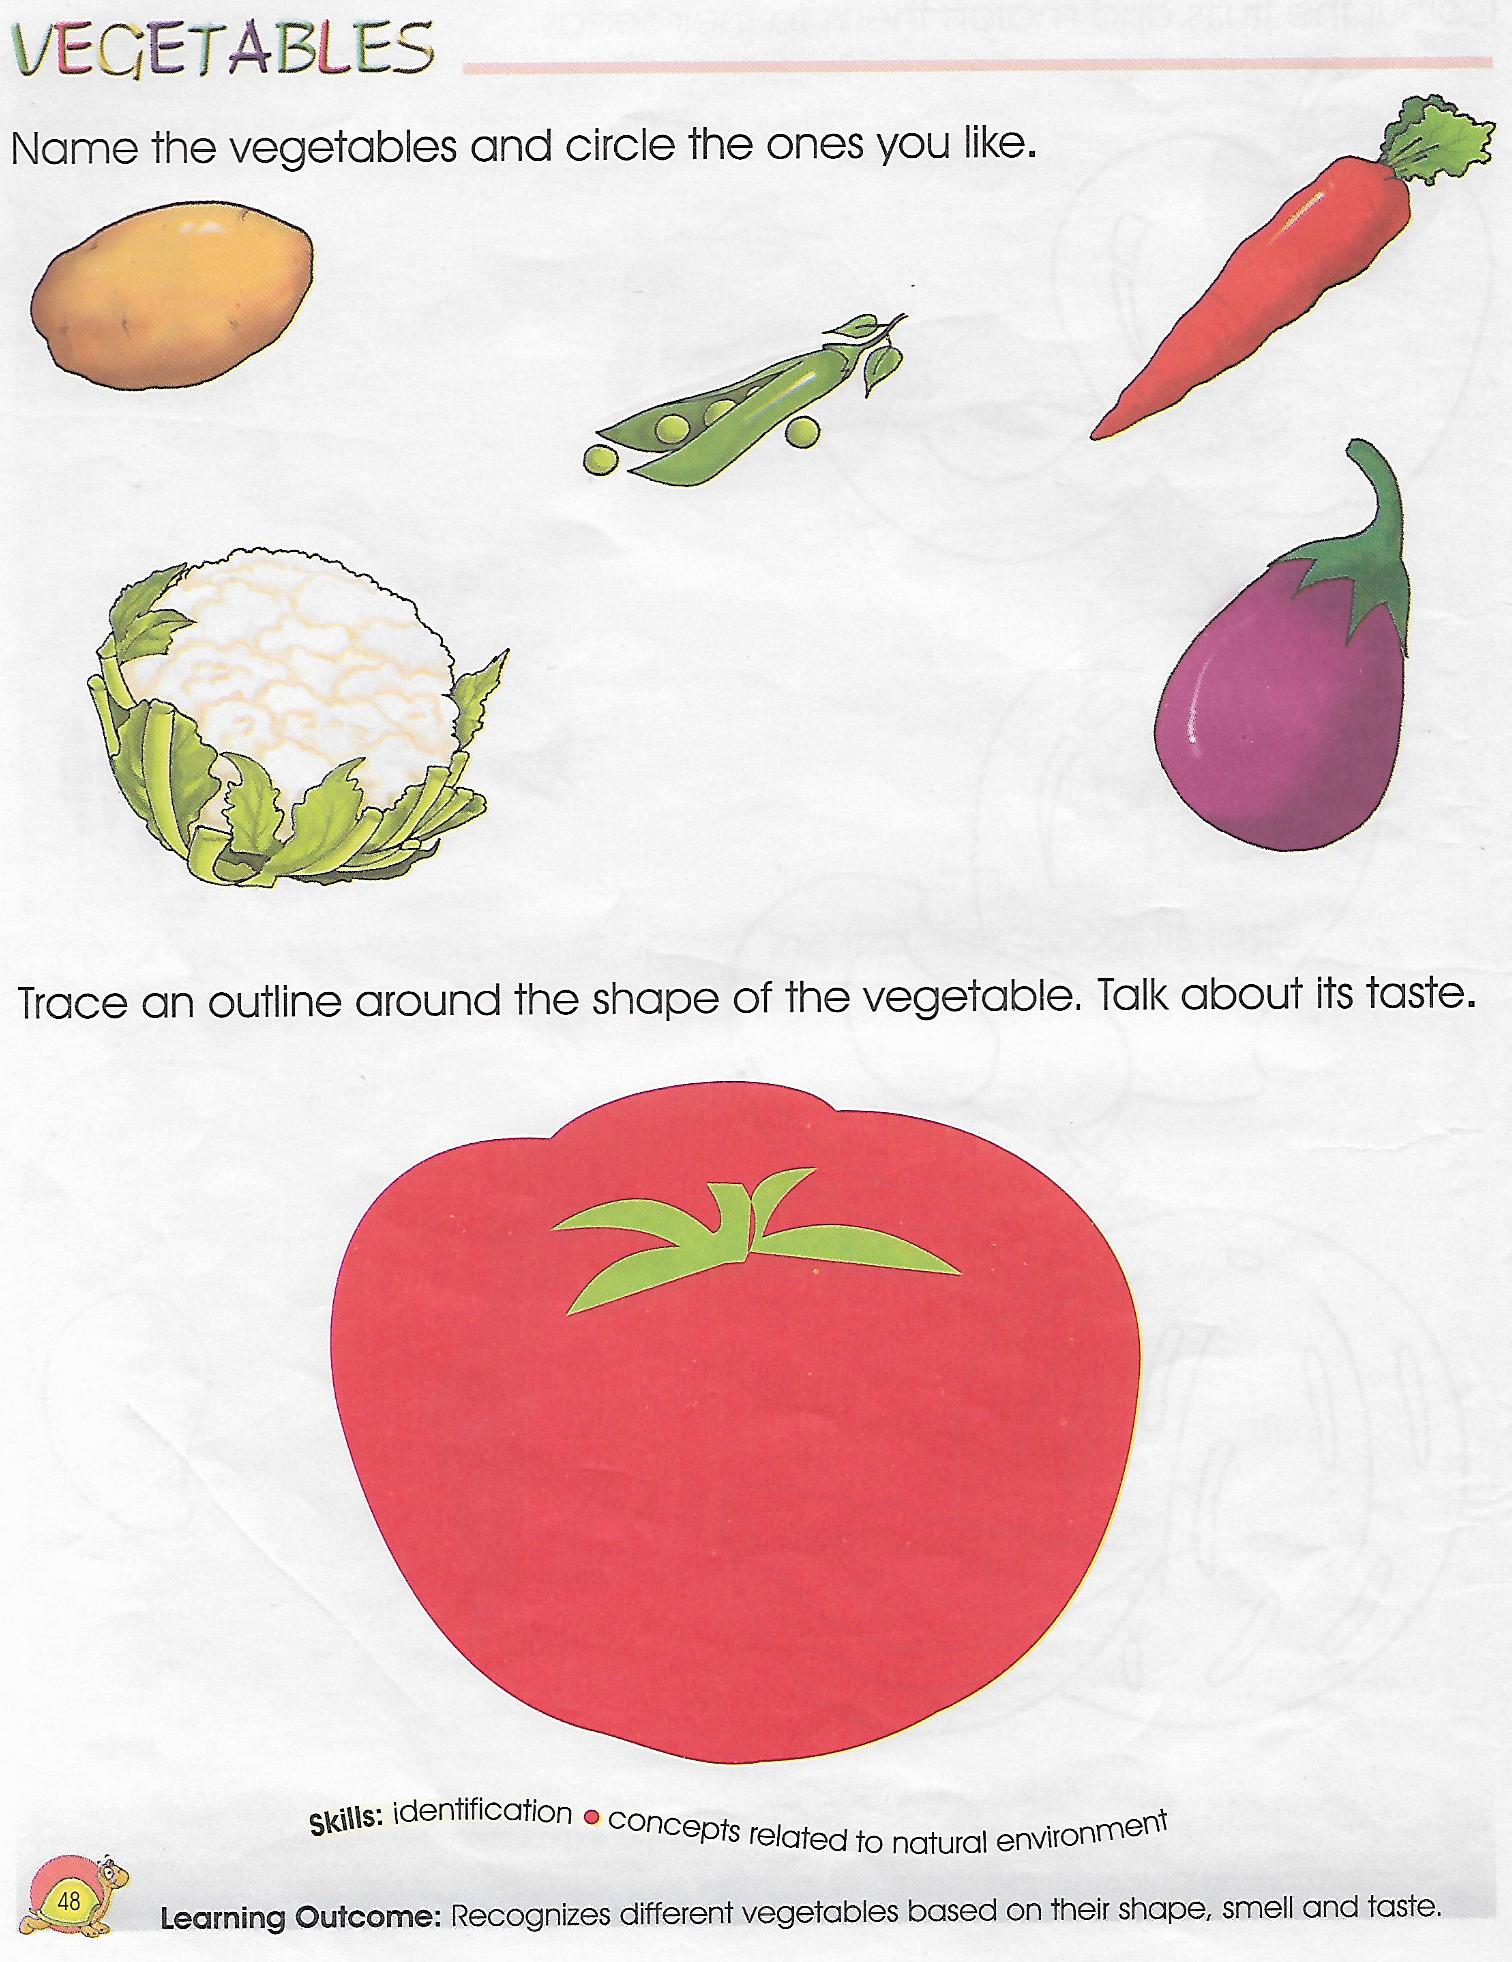 VEGETABLES
Name the vegetables and circle the ones you like.
Trace an outline around the shape of the vegetable. Talk about its taste.
Skills: identification • concepts related to natural environment
48
Learning Outcome: Recognizes different vegetables based on their shape, smell and taste.